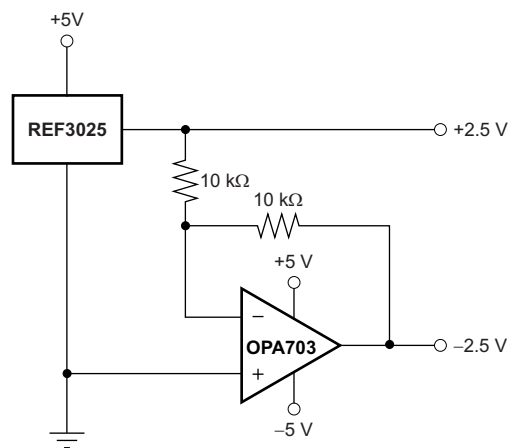 +5V
REF3025
+2.5 V
10 kΩ
10 kΩ
+5 V
−
OPA703
−2.5 V
+
−5 V